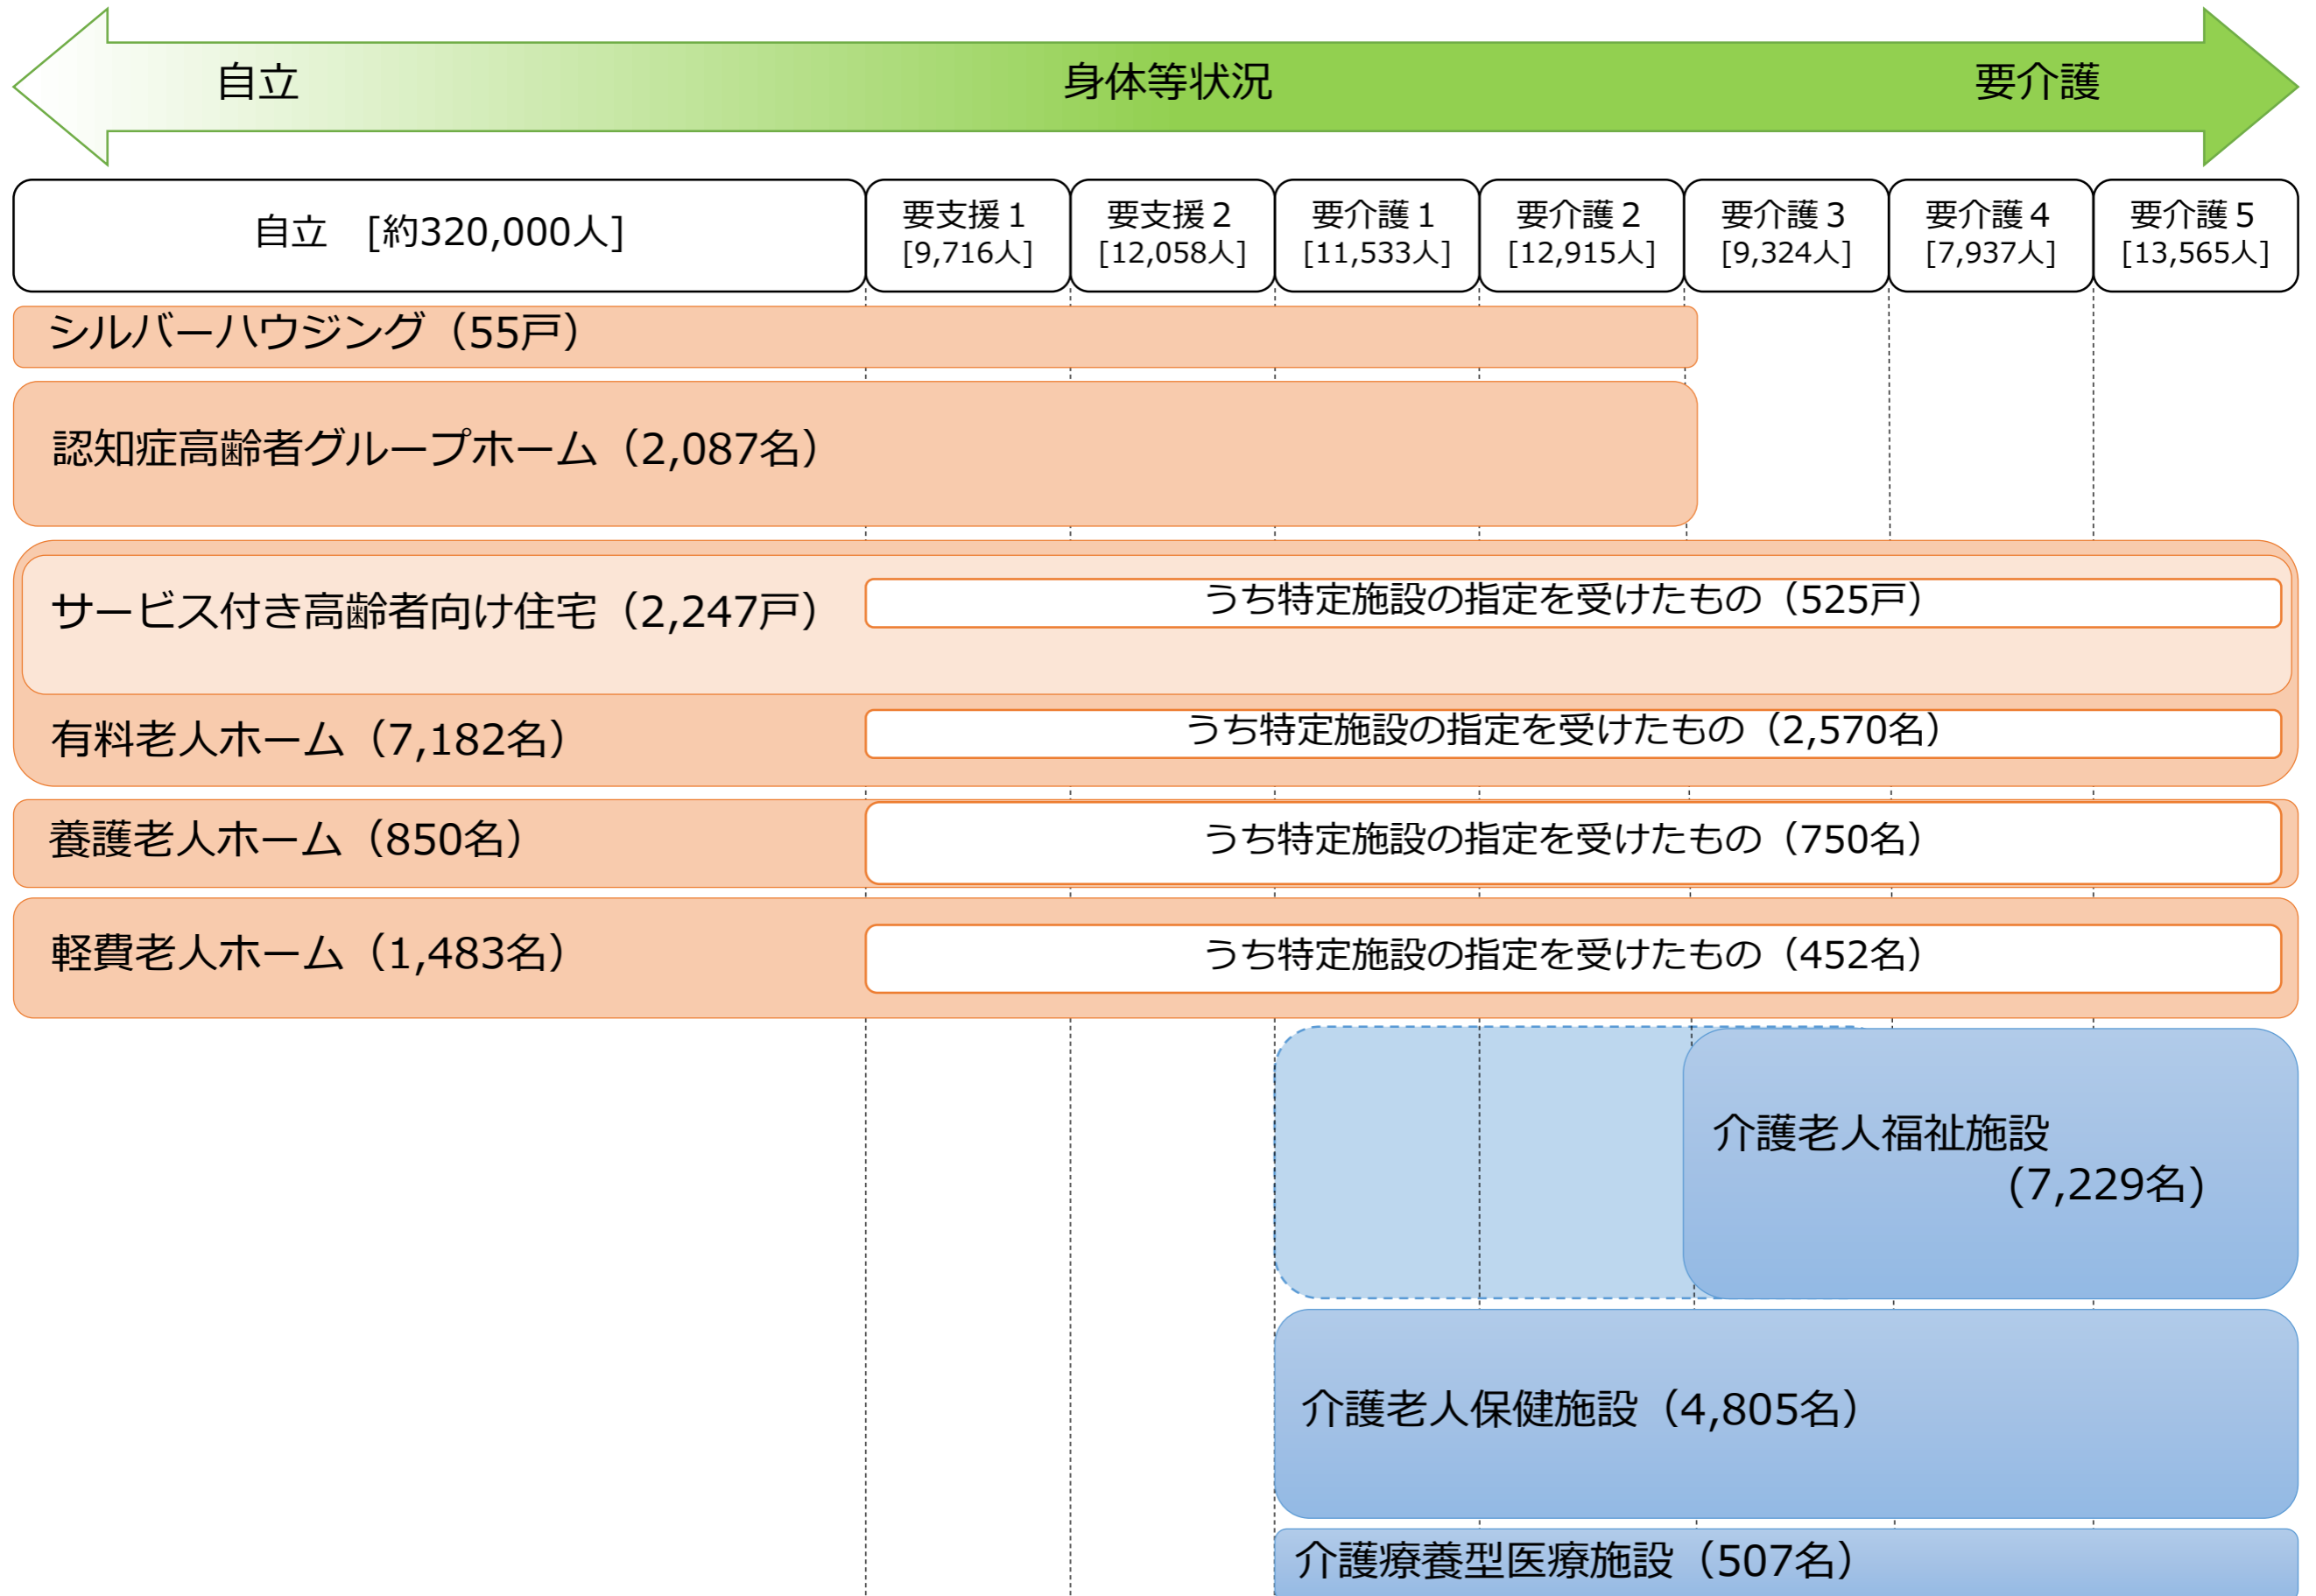 自立　身体等状況　要介護
自立　[約320,000人]
要支援１
[9,716人]
要支援２
[12,058人]
要介護１
[11,533人]
要介護２
[12,915人]
要介護３
[9,324人]
要介護４
[7,937人]
要介護５
[13,565人]
シルバーハウジング（55戸）
認知症高齢者グループホーム（2,087名）
サービス付き高齢者向け住宅（2,247戸）
うち特定施設の指定を受けたもの（525戸）
有料老人ホーム（7,182名）
うち特定施設の指定を受けたもの（2,570名）
養護老人ホーム（850名）
うち特定施設の指定を受けたもの（750名）
軽費老人ホーム（1,483名）
うち特定施設の指定を受けたもの（452名）
介護老人福祉施設
(7,229名)
介護老人保健施設（4,805名）
介護療養型医療施設（507名）